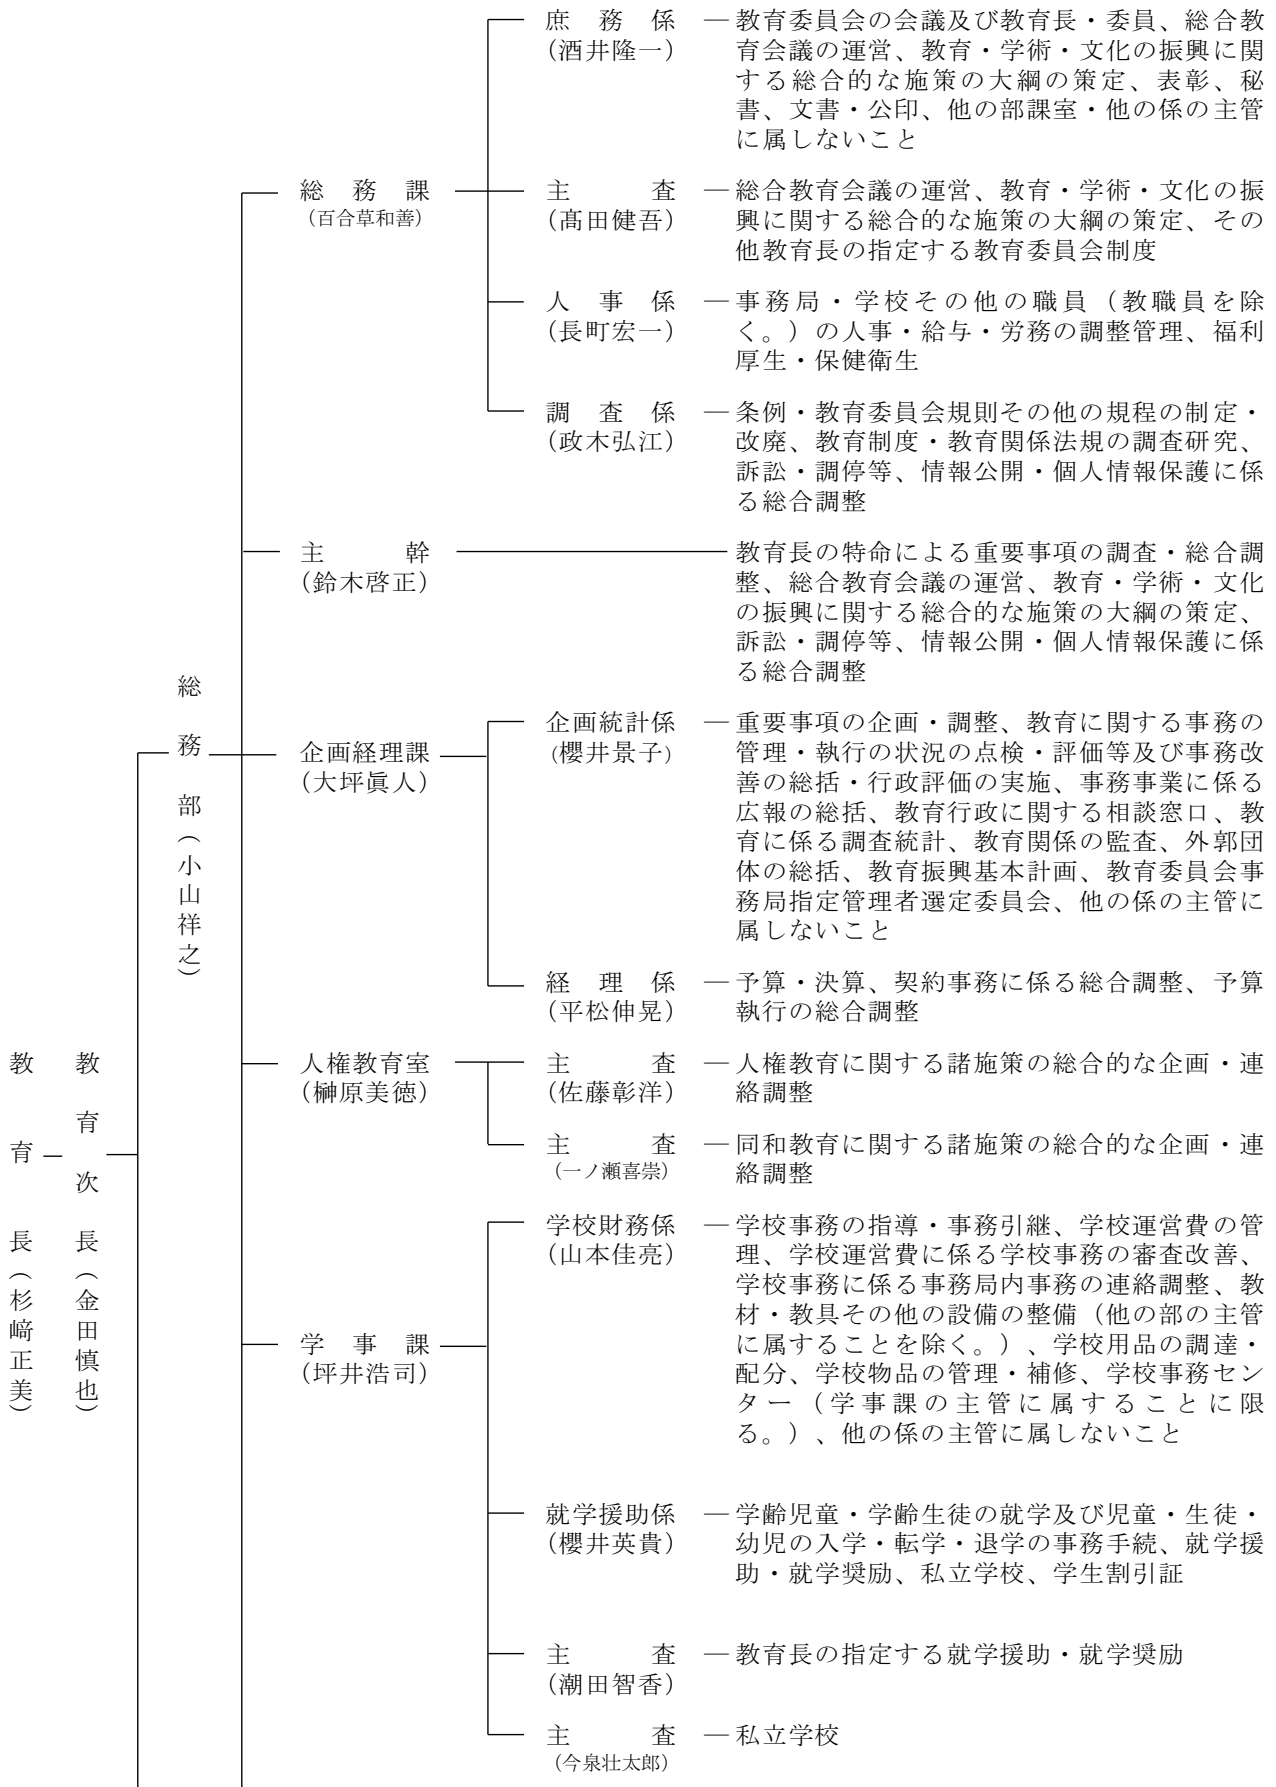 教育長（杉﨑正美）
教育次長（金田慎也）
総務部（小山祥之）
総務課
（百合草和善）
庶務係
（酒井隆一）
教育委員会の会議及び教育長・委員、総合教
育会議の運営、教育・学術・文化の振興に関
する総合的な施策の大綱の策定、表彰、秘
書、文書・公印、他の部課室・他の係の主管
に属しないこと
主査
（髙田健吾）
総合教育会議の運営、教育・学術・文化の振
興に関する総合的な施策の大綱の策定、その
他教育長の指定する教育委員会制度
人事係
（長町宏一）
事務局・学校その他の職員（教職員を除
く。）の人事・給与・労務の調整管理、福利
厚生・保健衛生
調査係
（政木弘江）
条例・教育委員会規則その他の規程の制定・
改廃、教育制度・教育関係法規の調査研究、
訴訟・調停等、情報公開・個人情報保護に係
る総合調整
主幹
（鈴木啓正）
教育長の特命による重要事項の調査・総合調
整、総合教育会議の運営、教育・学術・文化
の振興に関する総合的な施策の大綱の策定、
訴訟・調停等、情報公開・個人情報保護に係
る総合調整
企画経理課
（大坪眞人）
企画統計係
（櫻井景子）
重要事項の企画・調整、教育に関する事務の
管理・執行の状況の点検・評価等及び事務改
善の総括・行政評価の実施、事務事業に係る
広報の総括、教育行政に関する相談窓口、教
育に係る調査統計、教育関係の監査、外郭団
体の総括、教育振興基本計画、教育委員会事
務局指定管理者選定委員会、他の係の主管に
属しないこと
経理係
（平松伸晃）
予算・決算、契約事務に係る総合調整、予算
執行の総合調整
人権教育室
（榊原美徳）
主査
（佐藤彰洋）
人権教育に関する諸施策の総合的な企画・連
絡調整
主査
（一ノ瀬喜崇）
同和教育に関する諸施策の総合的な企画・連
絡調整
学事課
（坪井浩司）
学校財務係
（山本佳亮）
学校事務の指導・事務引継、学校運営費の管
理、学校運営費に係る学校事務の審査改善、
学校事務に係る事務局内事務の連絡調整、教
材・教具その他の設備の整備（他の部の主管
に属することを除く。）、学校用品の調達・
配分、学校物品の管理・補修、学校事務セン
ター（学事課の主管に属することに限
る。）、他の係の主管に属しないこと
就学援助係
（櫻井英貴）
学齢児童・学齢生徒の就学及び児童・生徒・
幼児の入学・転学・退学の事務手続、就学援
助・就学奨励、私立学校、学生割引証
主査
（潮田智香）
教育長の指定する就学援助・就学奨励
主査
（今泉壮太郎）
私立学校